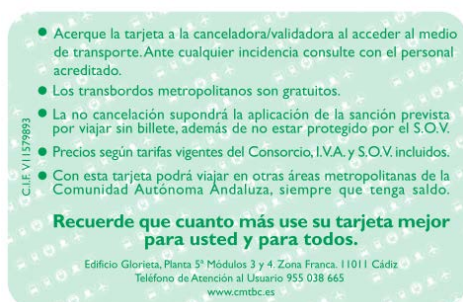 ● Acerque la tarjeta a la canceladora/validadora al acceder al medio
de transporte. Ante cualquier incidencia consulte con el personal
acreditado.
● Los transbordos metropolitanos son gratuitos.
● La no cancelación supondrá la aplicación de la sanción prevista
por viajar sin billete, además de no estar protegido por el S.O.V.
● Precios según tarifas vigentes del Consorcio, I.V.A. y S.O.V. incluidos.
● Con esta tarjeta podrá viajar en otras áreas metropolitanas de la
Comunidad Autónoma Andaluza, siempre que tenga saldo.
Recuerde que cuanto más use su tarjeta mejor
para usted y para todos.
Edificio Glorieta, Planta 5ª Módulos 3 y 4. Zona Franca. 11011 Cádiz
Teléfono de Atención al Usuario 955 038 665
www.cmtbc.es
C.I.F. V11579893